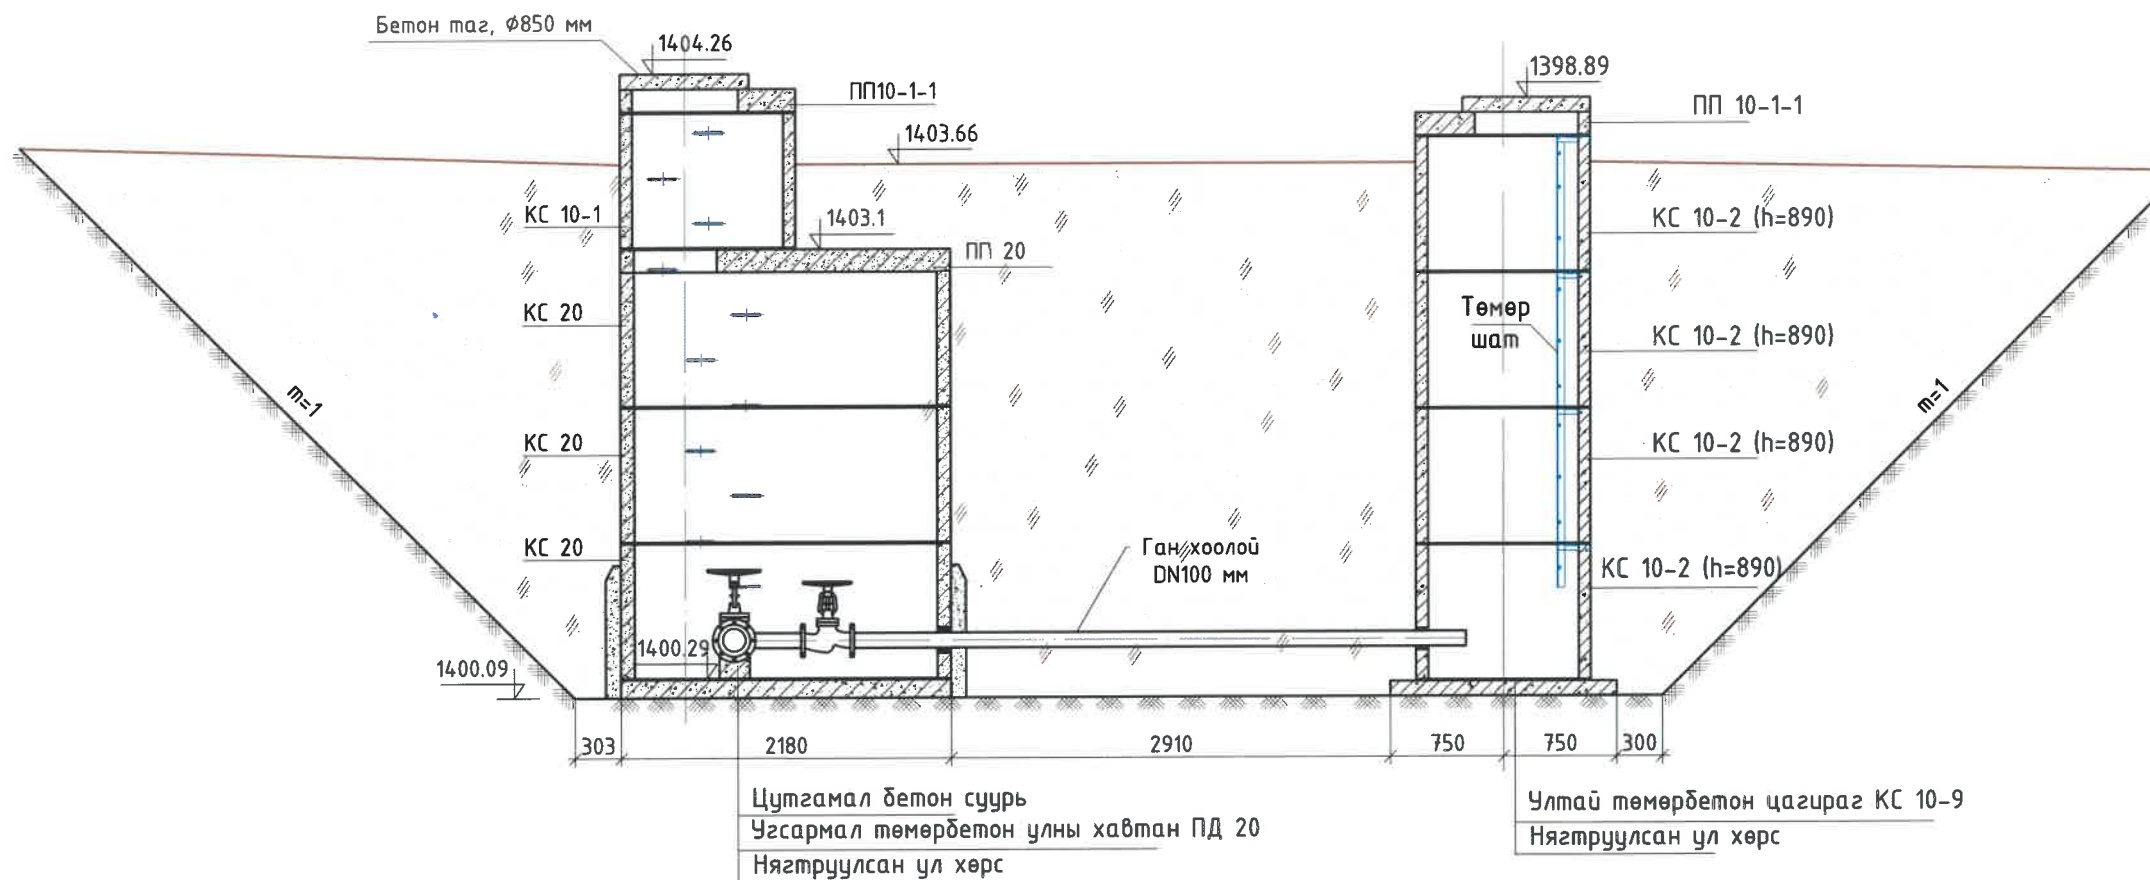 Бетон таг, Ф850 мм
1404.26
ПП10-1-1
1403.66
1398.89
ПП 10-1-1
КС 10-1
1403.1
ПП 20
КС 10-2 (h=890)
КС 20
Төмөр
шат
КС 10-2 (h=890)
m=1
m=1
КС 20
КС 10-2 (h=890)
КС 20
Ган хоолой
DN100 мм
КС 10-2 (h=890)
1400.29
1400.09
303
2180
2910
750
750
300
Цутгамал бетон суурь
Угсармал төмөрбетон улны хавтан ПД 20
Нягтруулсан ул хөрс
Ултай төмөрбетон цагираг КС 10-9
Нягтруулсан ул хөрс